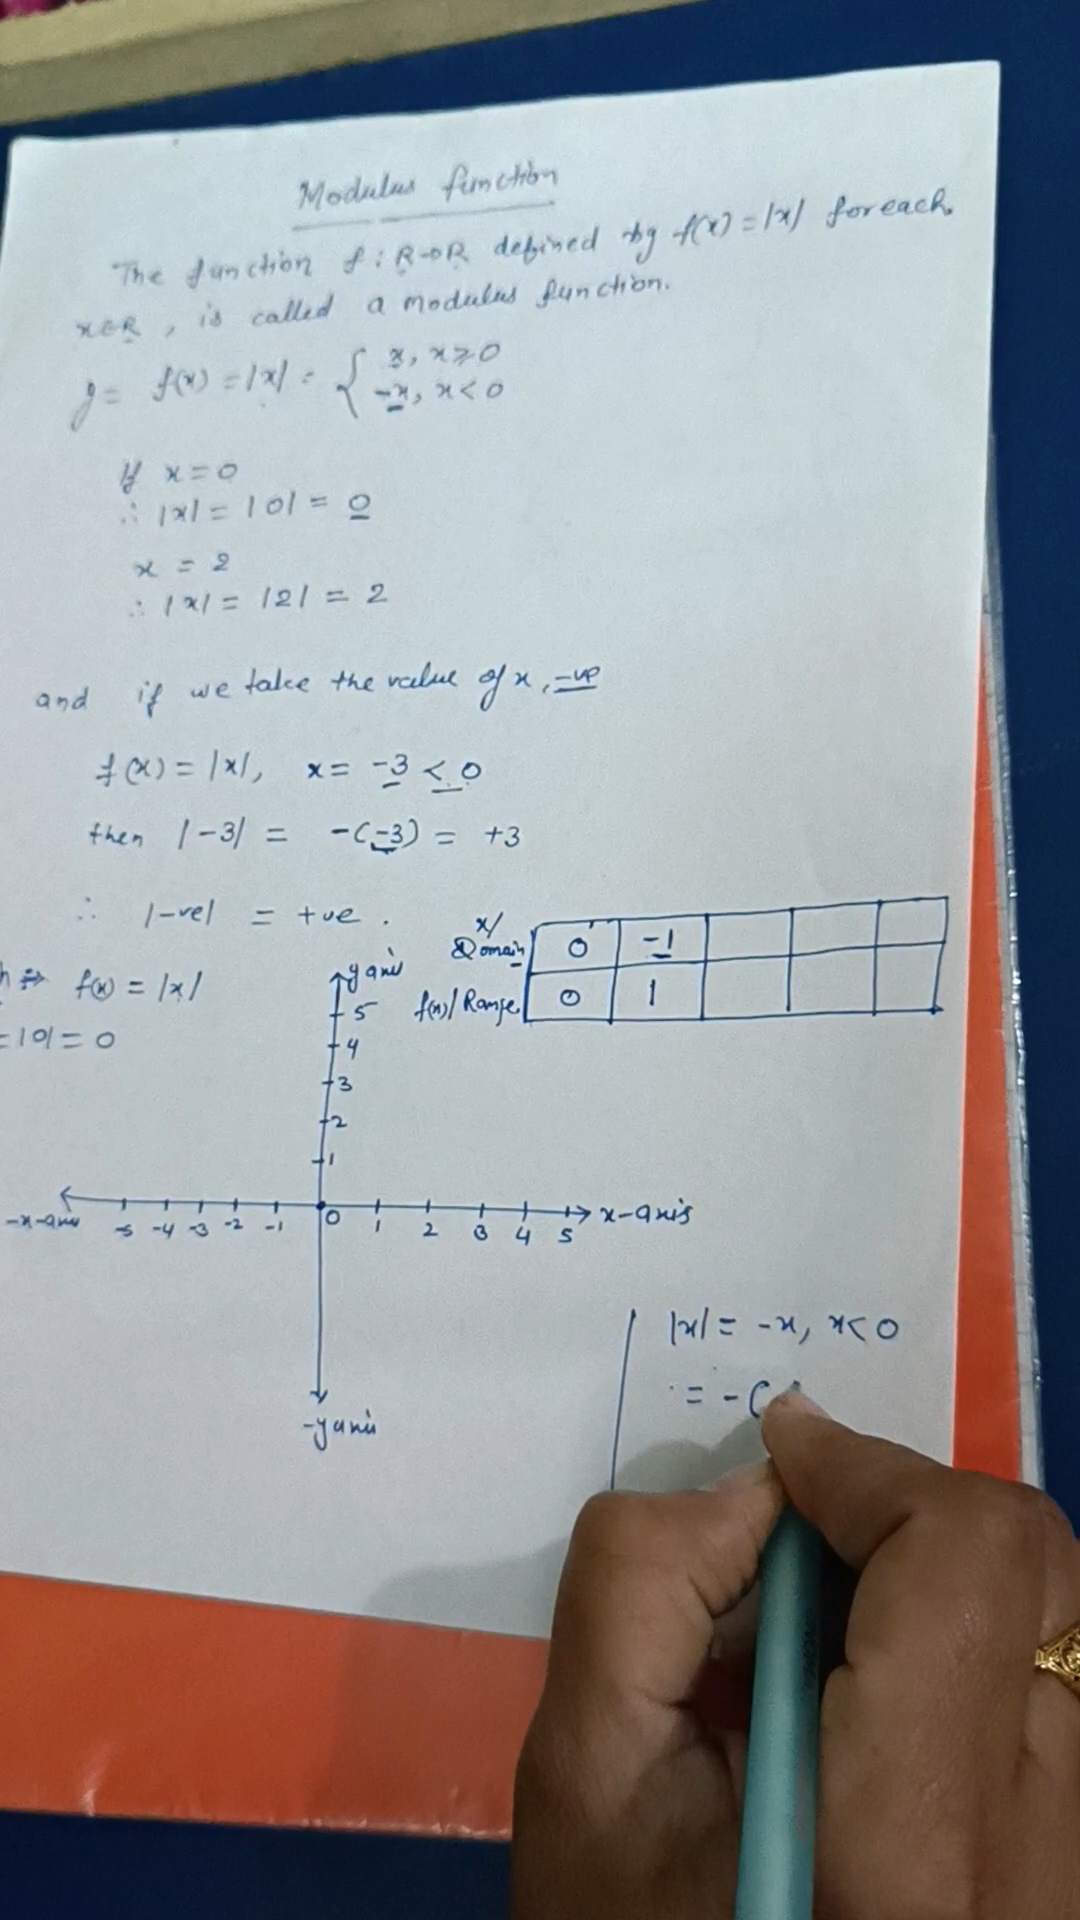 Modulus function
The function f : R→R defined by f(x) = |x| for each
x∈R, is called a modulus function.
y = f(x) = |x| = { x, x ⩾ 0
-x, x < 0
If x = 0
∴ |x| = |0| = 0
x = 2
∴ |x| = |2| = 2
and if we take the value of x, -ve
f(x) = |x|, x = -3 < 0
then |-3| = -(-3) = +3
∴ |-ve| = +ve .
x/
Domain 0 -1
f(x)/Range 0 1
⇒ f(x) = |x|
= |0| = 0
y axis
5
4
3
2
1
-x-axis -5 -4 -3 -2 -1 0 1 2 3 4 5 x-axis
-y axis
|x| = -x, x < 0
= -(